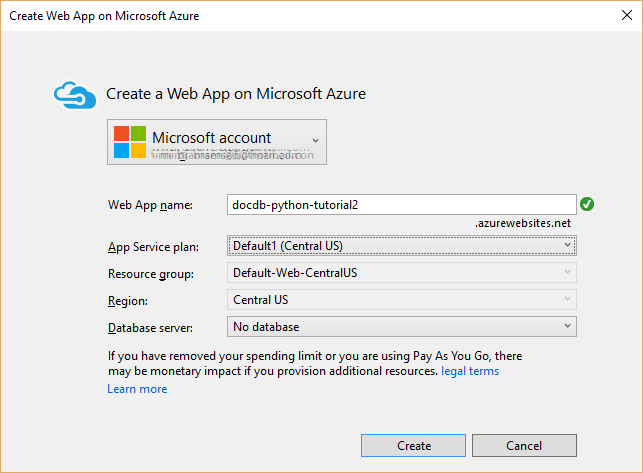 Create Web App on Microsoft Azure
Create a Web App on Microsoft Azure
Microsoft account
Web App name: docdb-python-tutorial2
.azurewebsites.net
App Service plan: Default1 (Central US)
Resource group: Default-Web-CentralUS
Region: Central US
Database server: No database
If you have removed your spending limit or you are using Pay As You Go, there
may be monetary impact if you provision additional resources. legal terms
Learn more
Create Cancel